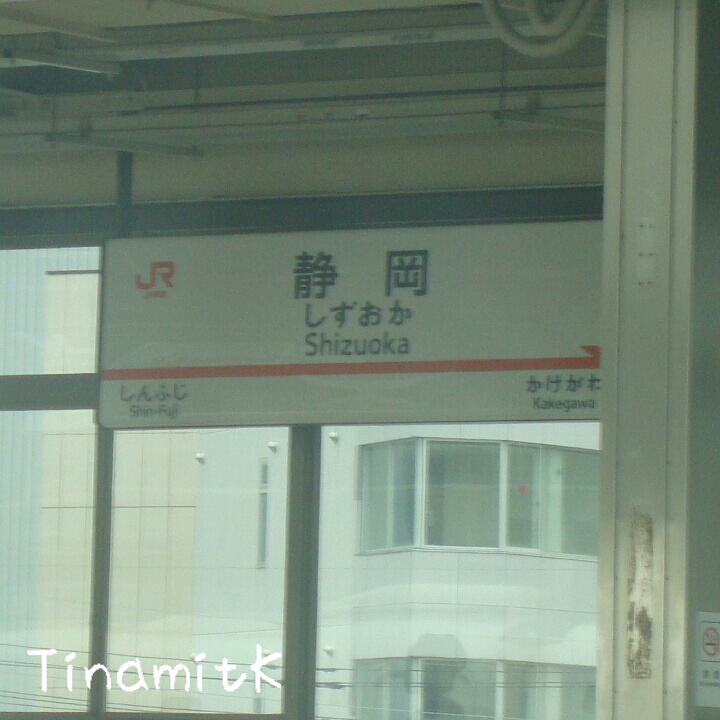 JR
静岡
しずおか
Shizuoka
しんふじ
Shin-Fuji
かけがわ
Kakegawa
Tinamitk